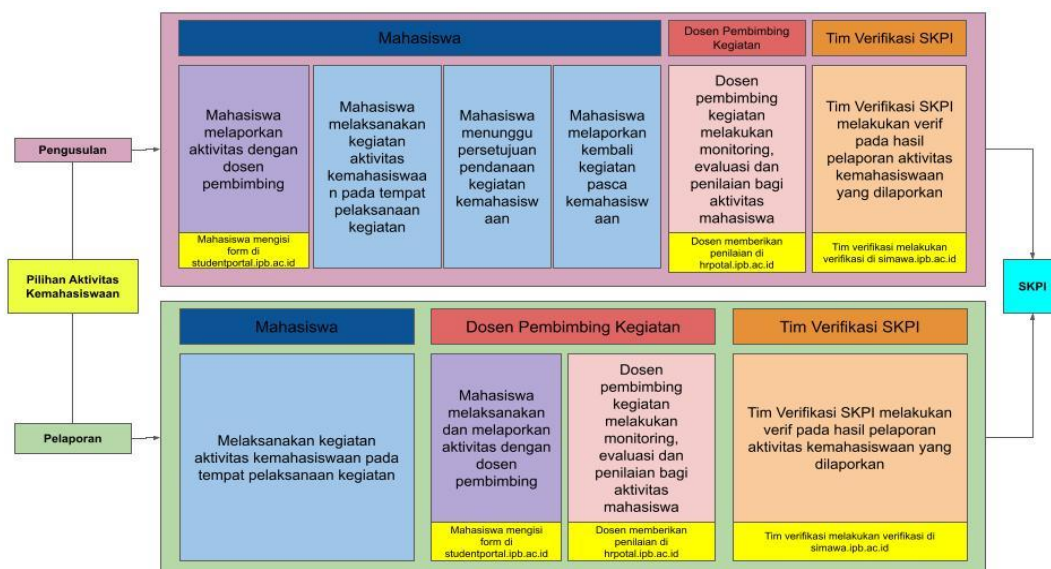 Mahasiswa
Dosen Pembimbing
Kegiatan
Tim Verifikasi SKPI
Mahasiswa
melaporkan
aktivitas dengan
dosen
pembimbing
Mahasiswa mengisi
form di
studentportal.ipb.ac.id
Mahasiswa
melaksanakan
kegiatan
aktivitas
kemahasiswaa
n pada tempat
pelaksanaan
kegiatan
Mahasiswa
menunggu
persetujuan
pendanaan
kegiatan
kemahasisw
aan
Mahasiswa
melaporkan
kembali
kegiatan
pasca
kemahasisw
aan
Dosen
pembimbing
kegiatan
melakukan
monitoring,
evaluasi dan
penilaian bagi
aktivitas
mahasiswa
Dosen memberikan
penilaian di
hrpotal.ipb.ac.id
Tim Verifikasi SKPI
melakukan verif
pada hasil
pelaporan aktivitas
kemahasiswaan
yang dilaporkan
Tim verifikasi melakukan
verifikasi di simawa.ipb.ac.id
Pengusulan
Pilihan Aktivitas
Kemahasiswaan
SKPI
Pelaporan
Mahasiswa
Dosen Pembimbing Kegiatan
Tim Verifikasi SKPI
Melaksanakan kegiatan
aktivitas kemahasiswaan pada
tempat pelaksanaan kegiatan
Mahasiswa
melaksanakan
dan melaporkan
aktivitas dengan
dosen
pembimbing
Mahasiswa mengisi
form di
studentportal.ipb.ac.id
Dosen
pembimbing
kegiatan
melakukan
monitoring,
evaluasi dan
penilaian bagi
aktivitas
mahasiswa
Dosen memberikan
penilaian di
hrpotal.ipb.ac.id
Tim Verifikasi SKPI melakukan
verif pada hasil pelaporan
aktivitas kemahasiswaan yang
dilaporkan
Tim verifikasi melakukan verifikasi di
simawa.ipb.ac.id